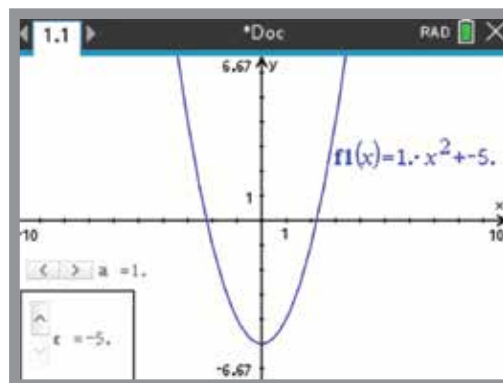 1.1 *Doc RAD
6.67 y
f1(x)=1.·x²+-5.
1
x
-10 1 10
a =1.
c =-5.
-6.67